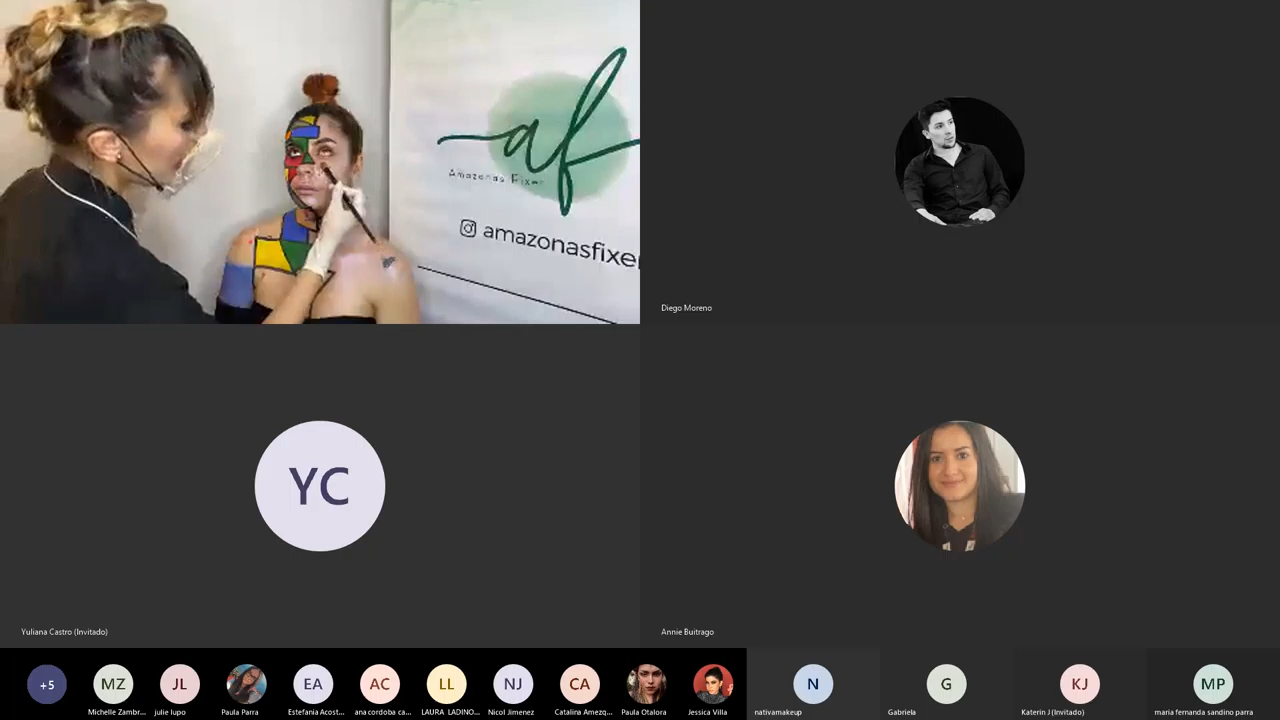 af
Amazonas Fixer
amazonasfixe
Diego Moreno
YC
Yuliana Castro (Invitado)
Annie Buitrago
+5
MZ
JL
EA
AC
LL
NJ
CA
N
G
KJ
MP
Michelle Zambr...
julie lupo
Paula Parra
Estefania Acost...
ana cordoba ca...
LAURA LADINO...
Nicol Jimenez
Catalina Amezq...
Paula Otalora
Jessica Villa
nativamakeup
Gabriela
Katerin J (Invitado)
maria fernanda sandino parra